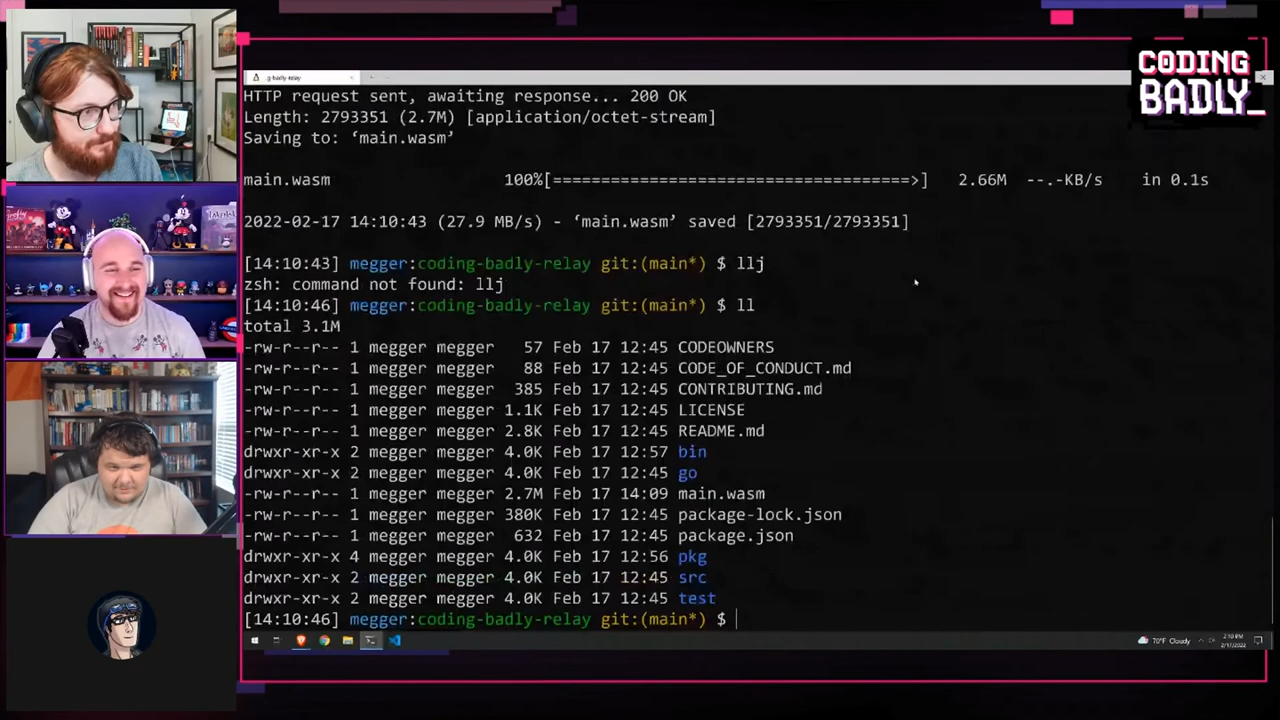 CODING
BADLY_
g-badly-relay
HTTP request sent, awaiting response... 200 OK
Length: 2793351 (2.7M) [application/octet-stream]
Saving to: ‘main.wasm’
main.wasm 100%[=====================================>] 2.66M --.-KB/s in 0.1s
2022-02-17 14:10:43 (27.9 MB/s) - ‘main.wasm’ saved [2793351/2793351]
[14:10:43] megger:coding-badly-relay git:(main*) $ llj
zsh: command not found: llj
[14:10:46] megger:coding-badly-relay git:(main*) $ ll
total 3.1M
-rw-r--r-- 1 megger megger 57 Feb 17 12:45 CODEOWNERS
-rw-r--r-- 1 megger megger 88 Feb 17 12:45 CODE_OF_CONDUCT.md
-rw-r--r-- 1 megger megger 385 Feb 17 12:45 CONTRIBUTING.md
-rw-r--r-- 1 megger megger 1.1K Feb 17 12:45 LICENSE
-rw-r--r-- 1 megger megger 2.8K Feb 17 12:45 README.md
drwxr-xr-x 2 megger megger 4.0K Feb 17 12:57 bin
drwxr-xr-x 2 megger megger 4.0K Feb 17 12:45 go
-rw-r--r-- 1 megger megger 2.7M Feb 17 14:09 main.wasm
-rw-r--r-- 1 megger megger 380K Feb 17 12:45 package-lock.json
-rw-r--r-- 1 megger megger 632 Feb 17 12:45 package.json
drwxr-xr-x 4 megger megger 4.0K Feb 17 12:56 pkg
drwxr-xr-x 2 megger megger 4.0K Feb 17 12:45 src
drwxr-xr-x 2 megger megger 4.0K Feb 17 12:45 test
[14:10:46] megger:coding-badly-relay git:(main*) $
70°F Cloudy
2:10 PM
2/17/2022